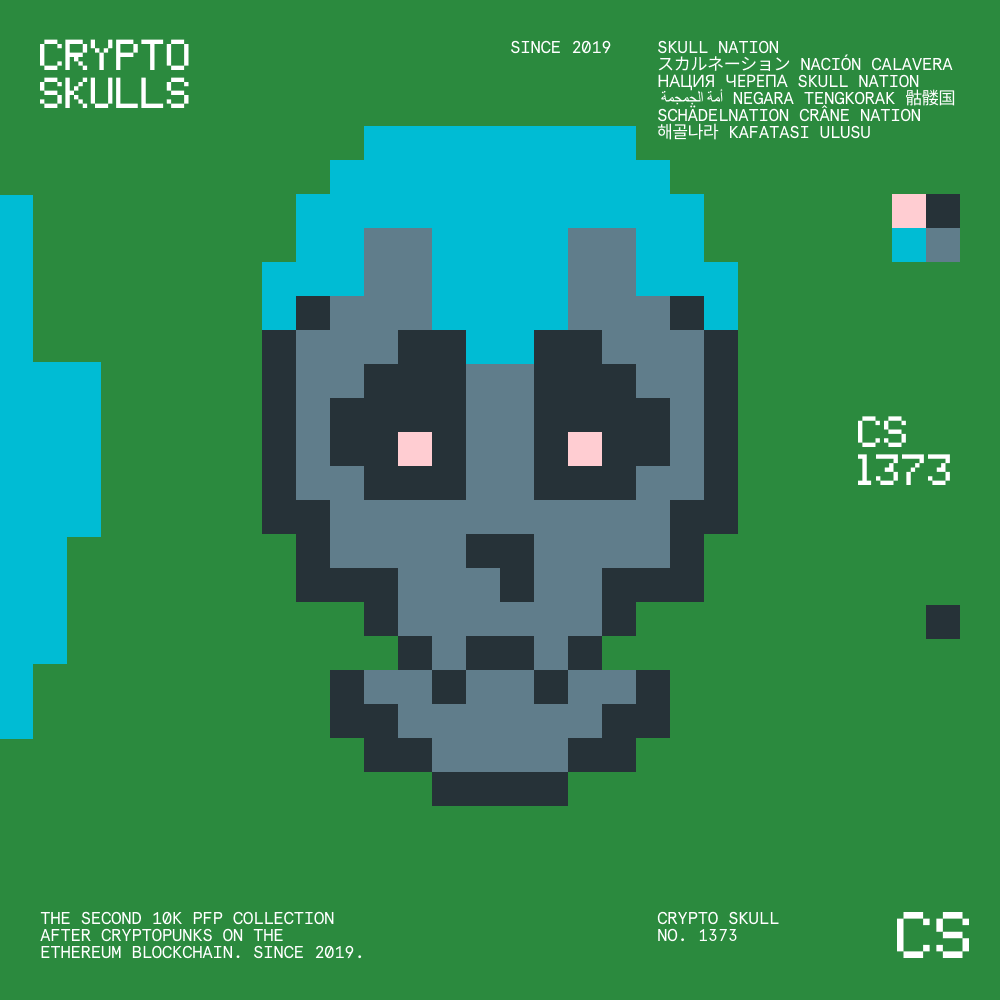 CRYPTO
SKULLS
SINCE 2019
SKULL NATION
スカルネーション NACIÓN CALAVERA
НАЦИЯ ЧЕРЕПА SKULL NATION
أمة الجمجمة NEGARA TENGKORAK 骷髅国
SCHÄDELNATION CRÂNE NATION
해골나라 KAFATASI ULUSU
CS
1373
THE SECOND 10K PFP COLLECTION
AFTER CRYPTOPUNKS ON THE
ETHEREUM BLOCKCHAIN. SINCE 2019.
CRYPTO SKULL
NO. 1373
CS